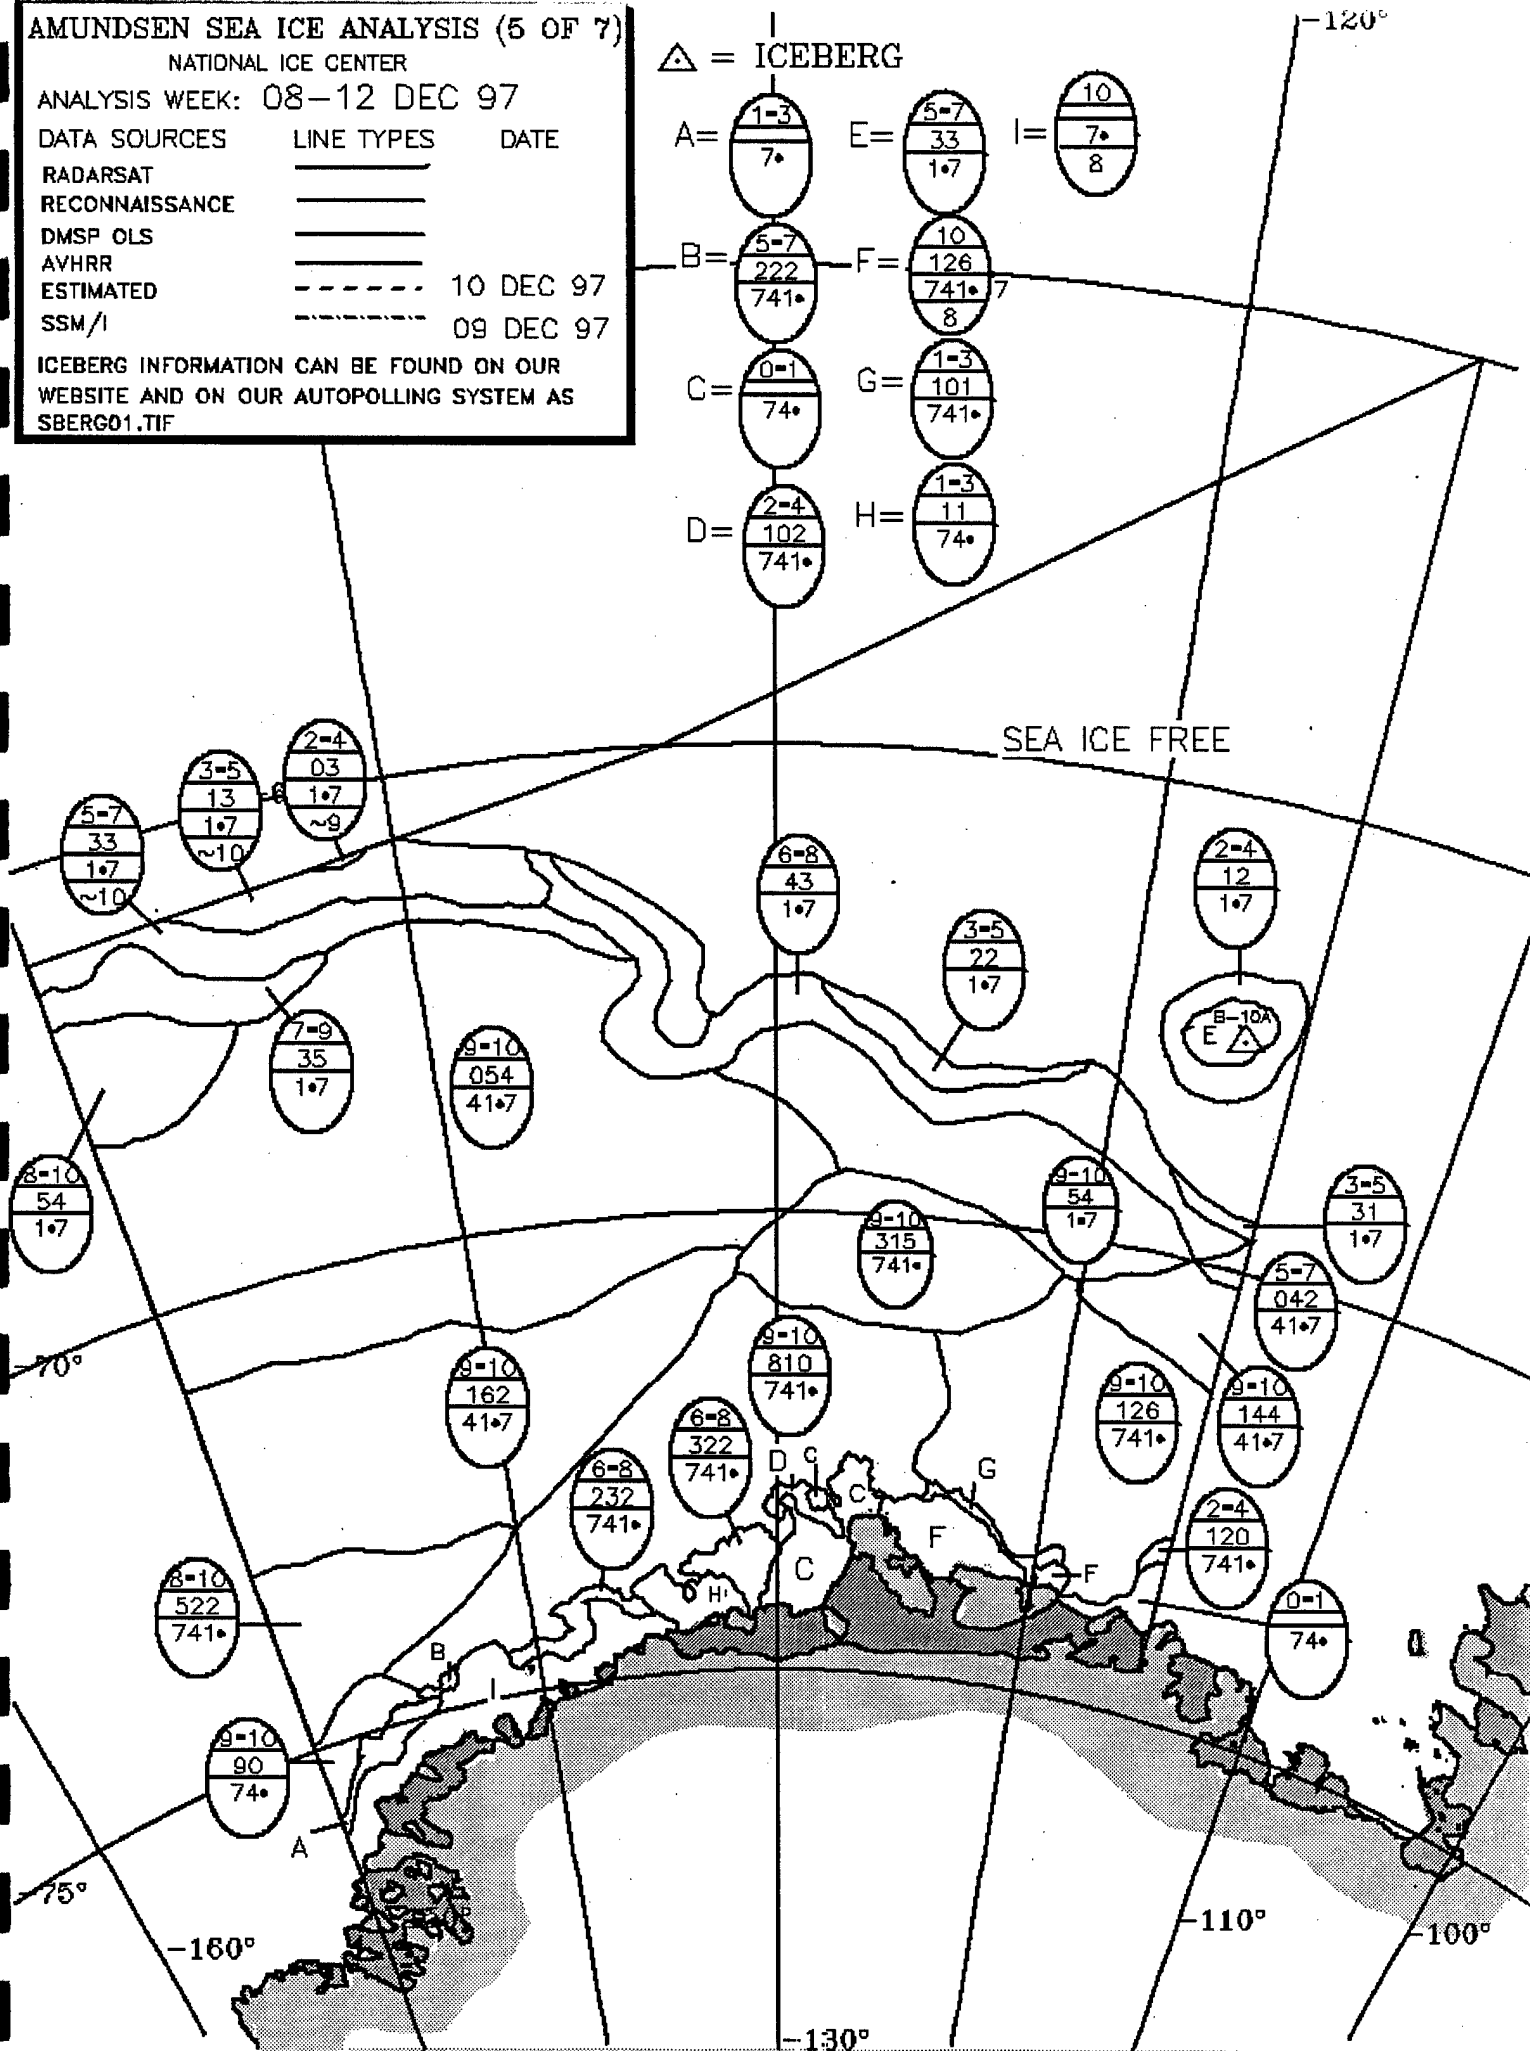 AMUNDSEN SEA ICE ANALYSIS (5 OF 7)
NATIONAL ICE CENTER
ANALYSIS WEEK: 08-12 DEC 97
DATA SOURCES LINE TYPES DATE
RADARSAT
RECONNAISSANCE
DMSP OLS
AVHRR
ESTIMATED 10 DEC 97
SSM/I 09 DEC 97
ICEBERG INFORMATION CAN BE FOUND ON OUR
WEBSITE AND ON OUR AUTOPOLLING SYSTEM AS
SBERG01.TIF
= ICEBERG
-120°
A=
1-3
7•
E=
5-7
33
1•7
I=
10
7•
8
B=
5-7
222
741•
F=
10
126
741• 7
8
C=
0-1
74•
G=
1-3
101
741•
D=
2-4
102
741•
H=
1-3
11
74•
SEA ICE FREE
2-4
03
1•7
~9
3-5
13
1•7
~10
5-7
33
1•7
~10
6-8
43
1•7
2-4
12
1•7
3-5
22
1•7
B-10A
E
7-9
35
1•7
9-10
054
41•7
8-10
54
1•7
9-10
54
1•7
3-5
31
1•7
9-10
315
741•
5-7
042
41•7
-70°
9-10
162
41•7
9-10
810
741•
9-10
126
741•
9-10
144
41•7
6-8
322
741•
6-8
232
741•
D
C
C
G
F
2-4
120
741•
C
F
H
8-10
522
741•
0-1
74•
B
I
9-10
90
74•
A
-75°
-160°
-110°
-100°
-130°